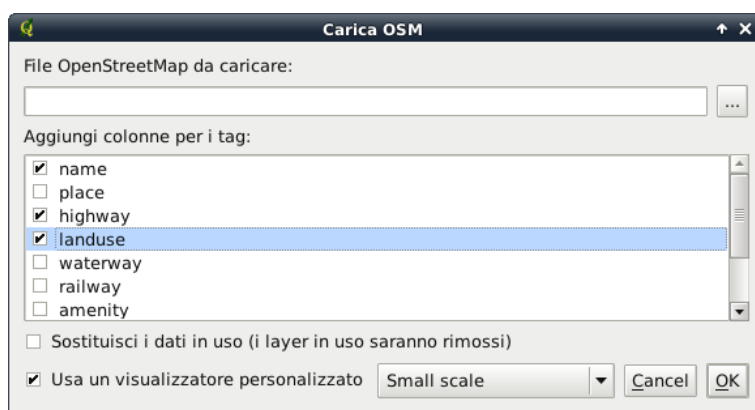 Carica OSM
File OpenStreetMap da caricare:
...
Aggiungi colonne per i tag:
name
place
highway
landuse
waterway
railway
amenity
Sostituisci i dati in uso (i layer in uso saranno rimossi)
Usa un visualizzatore personalizzato Small scale Cancel OK